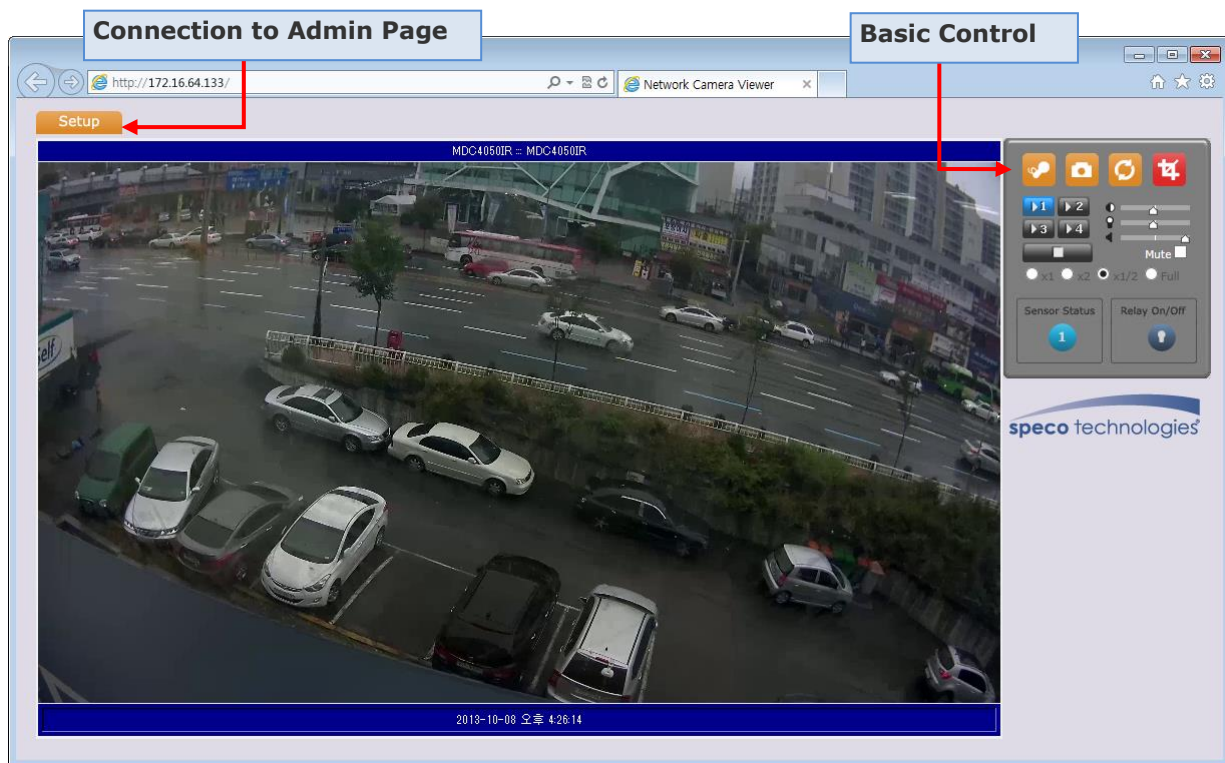 Connection to Admin Page
Basic Control
http://172.16.64.133/
Network Camera Viewer
Setup
MDC4050IR ::: MDC4050IR
1
2
3
4
Mute
x1 x2 x1/2 Full
Sensor Status
Relay On/Off
1
speco technologies
elf
2013-10-08 오후 4:26:14